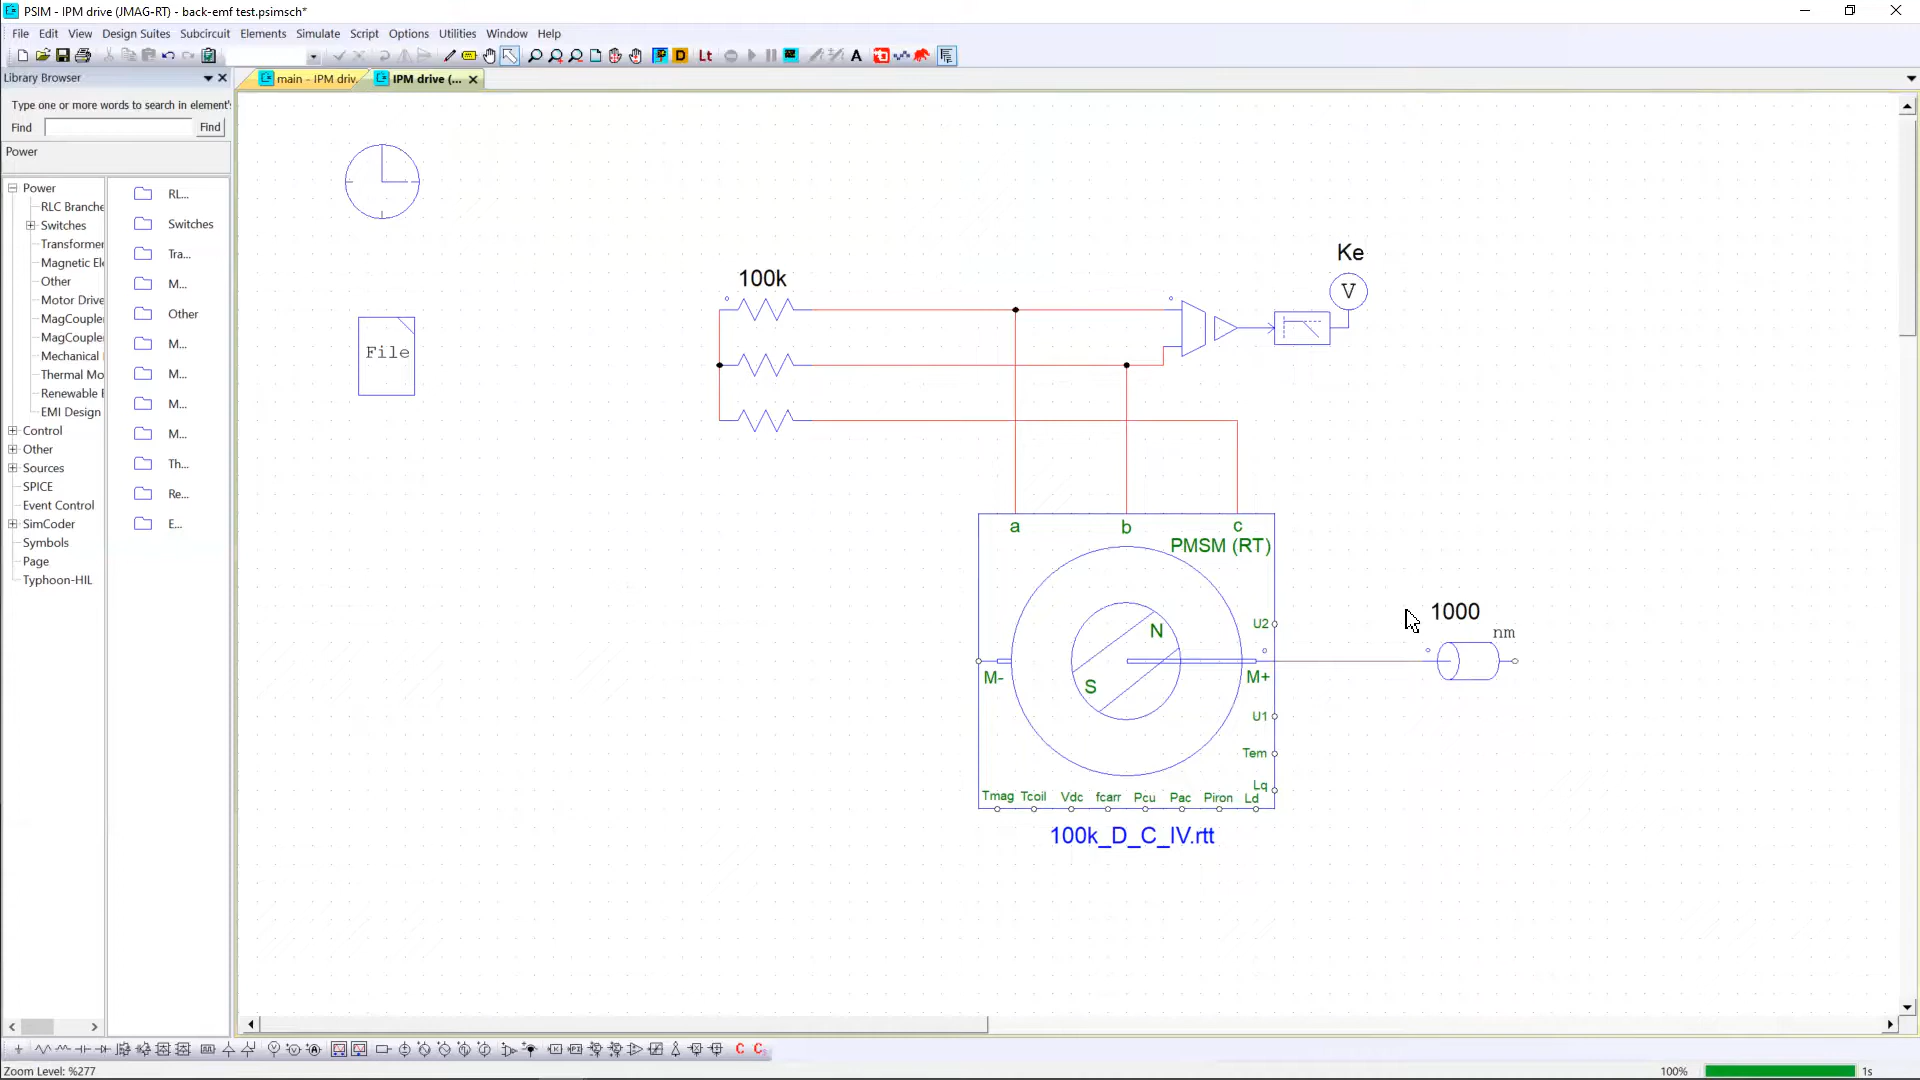 PSIM - IPM drive (JMAG-RT) - back-emf test.psimsch*
File Edit View Design Suites Subcircuit Elements Simulate Script Options Utilities Window Help
D Lt A
Library Browser
main - IPM driv.
IPM drive (...
Type one or more words to search in element's
Find
Find
Power
Power
RLC Branche
Switches
Transformer
Magnetic Ele
Other
Motor Drive
MagCoupler
MagCoupler
Mechanical
Thermal Mo
Renewable E
EMI Design
Control
Other
Sources
SPICE
Event Control
SimCoder
Symbols
Page
Typhoon-HIL
RL...
Switches
Tra...
M...
Other
M...
M...
M...
M...
Th...
Re...
E...
File
100k
Ke
V
a b c
PMSM (RT)
N
S
U2
M-
M+
U1
Tem
Lq
Tmag Tcoil Vdc fcarr Pcu Pac Piron Ld
100k_D_C_IV.rtt
1000
nm
Zoom Level: %277
100%
1s